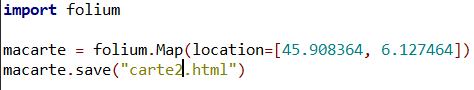 import folium
macarte = folium.Map(location=[45.908364, 6.127464])
macarte.save("carte2.html")